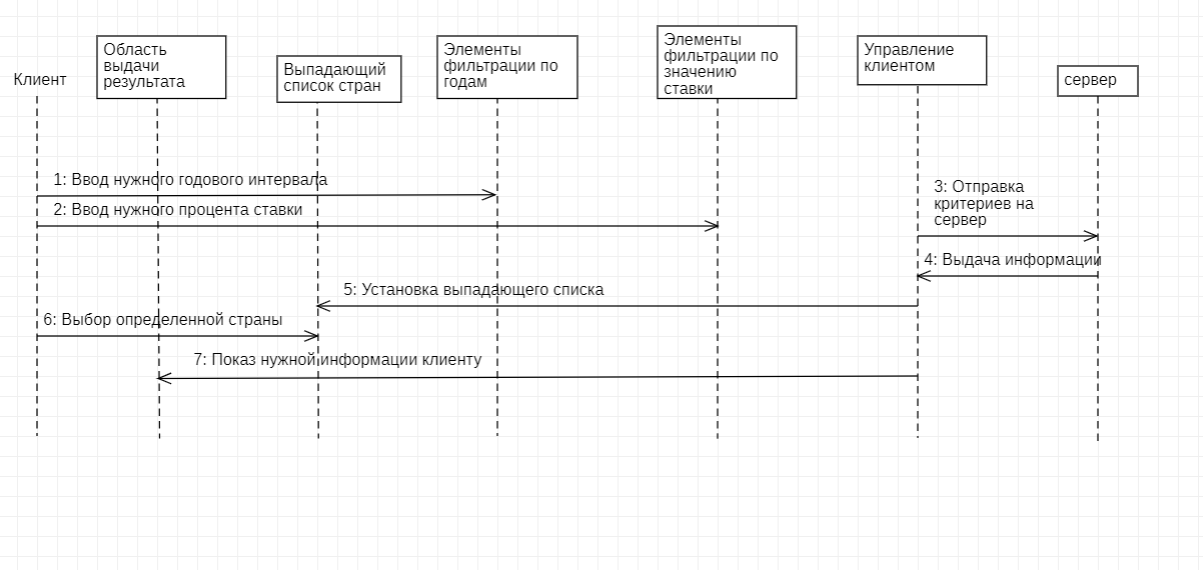 Клиент
Область
выдачи
результата
Выпадающий
список стран
Элементы
фильтрации по
годам
Элементы
фильтрации по
значению
ставки
Управление
клиентом
сервер
1: Ввод нужного годового интервала
2: Ввод нужного процента ставки
3: Отправка
критериев на
сервер
4: Выдача информации
5: Установка выпадающего списка
6: Выбор определенной страны
7: Показ нужной информации клиенту